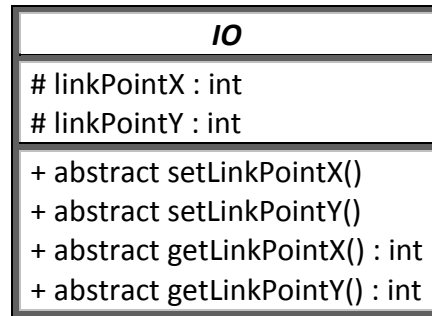 IO
# linkPointX : int
# linkPointY : int
+ abstract setLinkPointX()
+ abstract setLinkPointY()
+ abstract getLinkPointX() : int
+ abstract getLinkPointY() : int